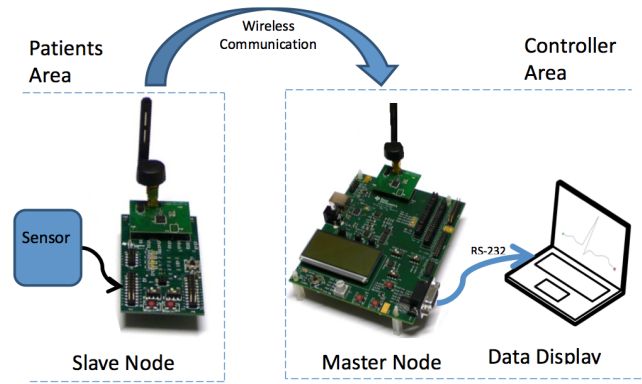 Wireless
Communication
Patients
Area
Controller
Area
Sensor
RS-232
Slave Node
Master Node
Data Display